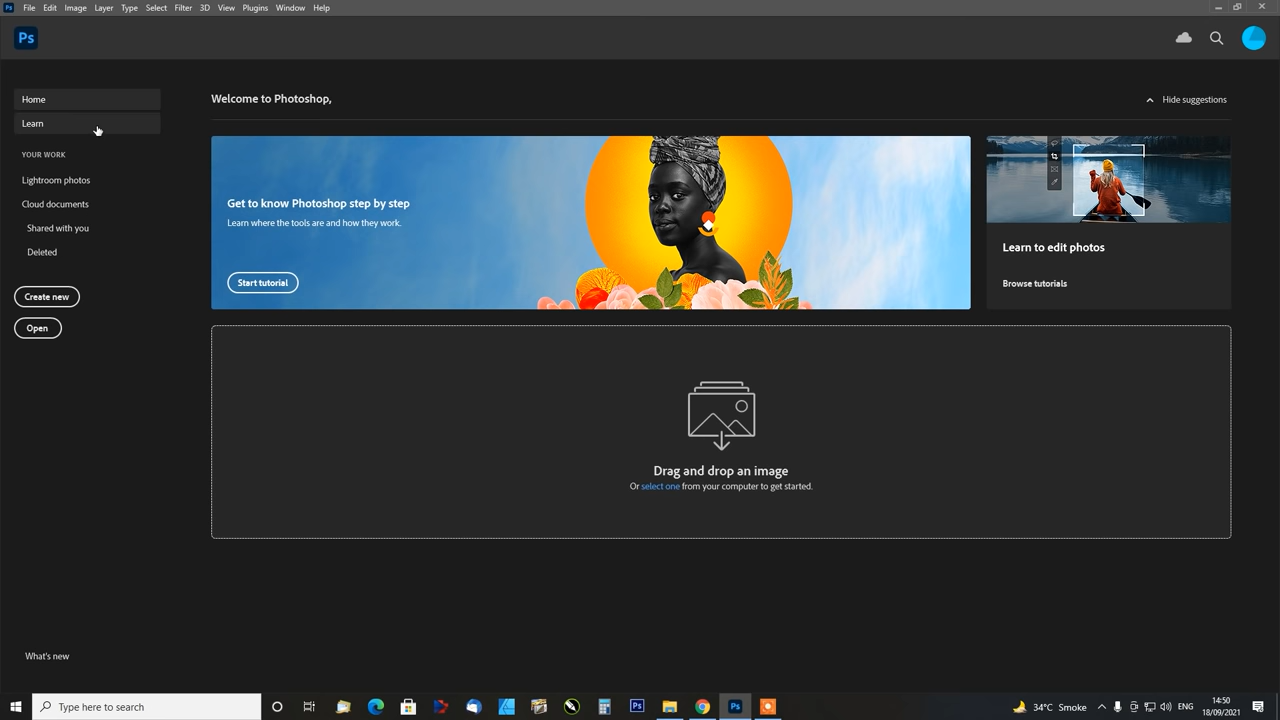 Ps File Edit Image Layer Type Select Filter 3D View Plugins Window Help
Ps
Home
Learn
YOUR WORK
Lightroom photos
Cloud documents
Shared with you
Deleted
Create new
Open
What's new
Welcome to Photoshop,
Hide suggestions
Get to know Photoshop step by step
Learn where the tools are and how they work.
Start tutorial
Learn to edit photos
Browse tutorials
Drag and drop an image
Or select one from your computer to get started.
Type here to search
Ps
Ps
34°C Smoke
ENG
14:50
18/09/2021